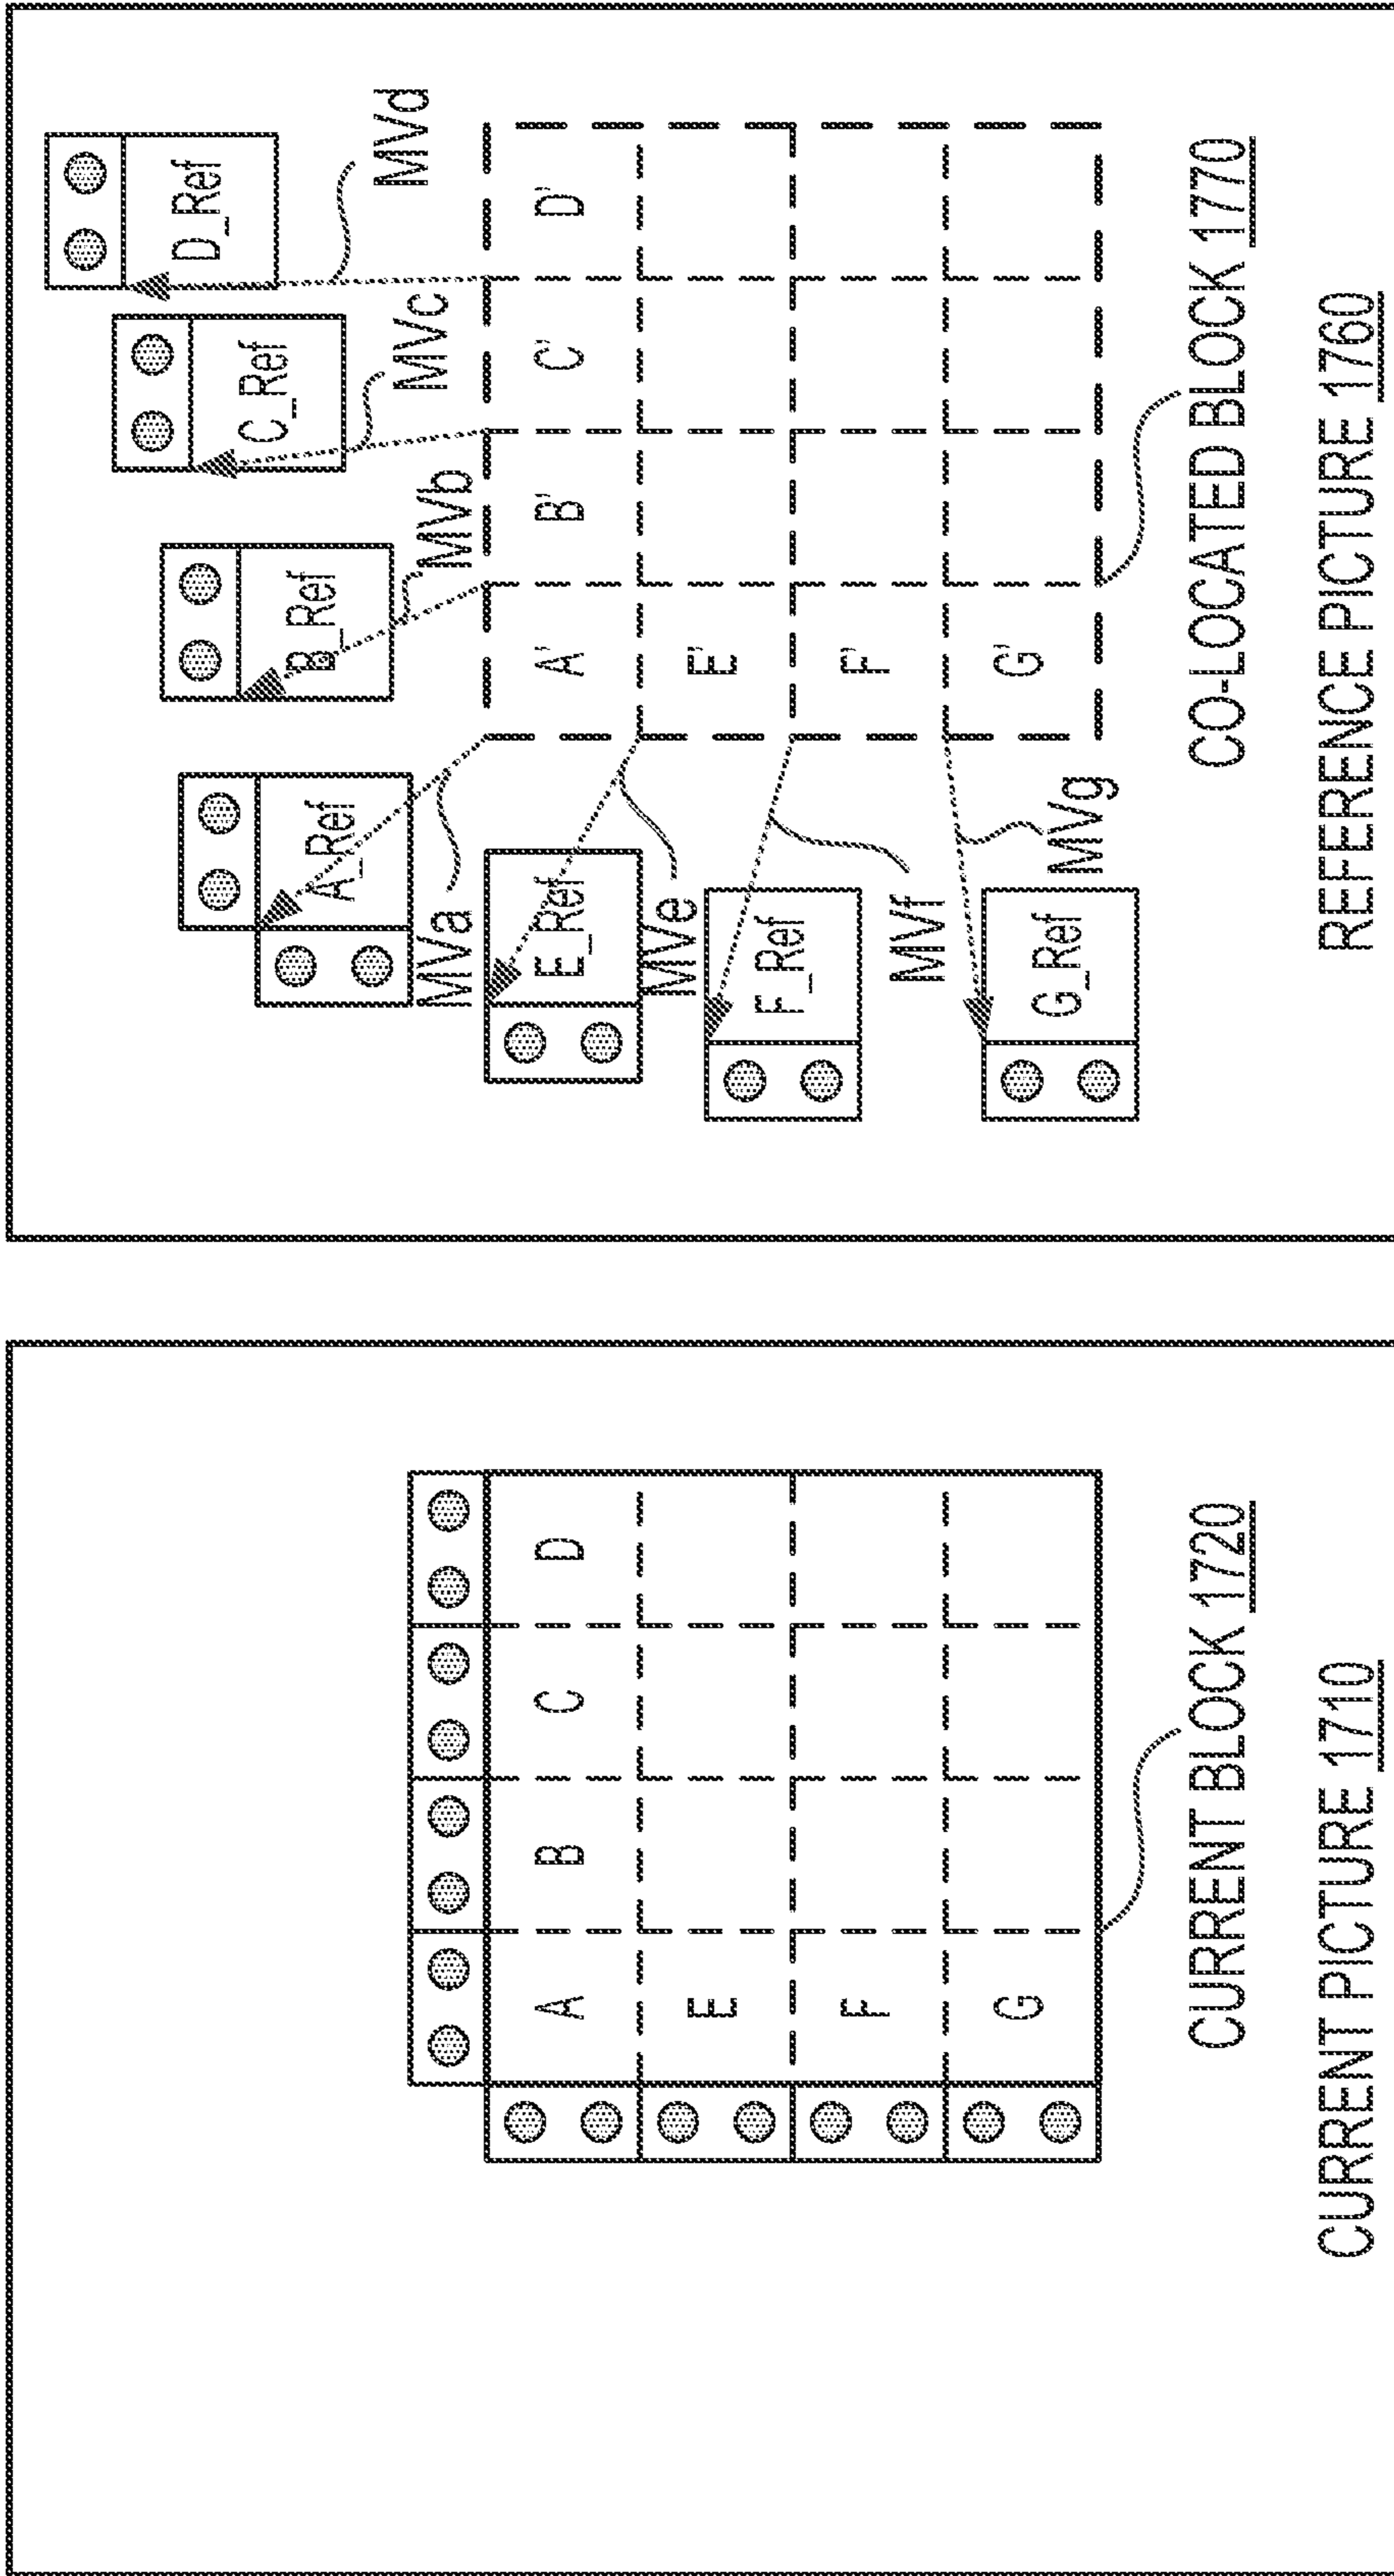 A B C D
E
F
G
CURRENT BLOCK 1720
CURRENT PICTURE 1710
D_Ref
C_Ref
B_Ref
A_Ref
MVd
MVc
MVb
MVa
E_Ref
A' B' C' D'
MVe
E'
F_Ref
F'
MVf
G'
G_Ref
MVg
CO-LOCATED BLOCK 1770
REFERENCE PICTURE 1760